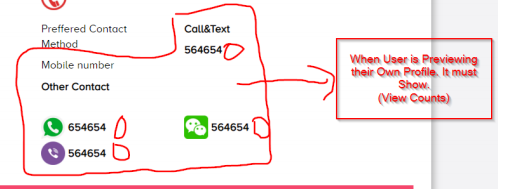 Preffered Contact Method
Call&Text
Mobile number
564654
Other Contact
654654
564654
564654
When User is Previewing
their Own Profile. It must
Show.
(View Counts)